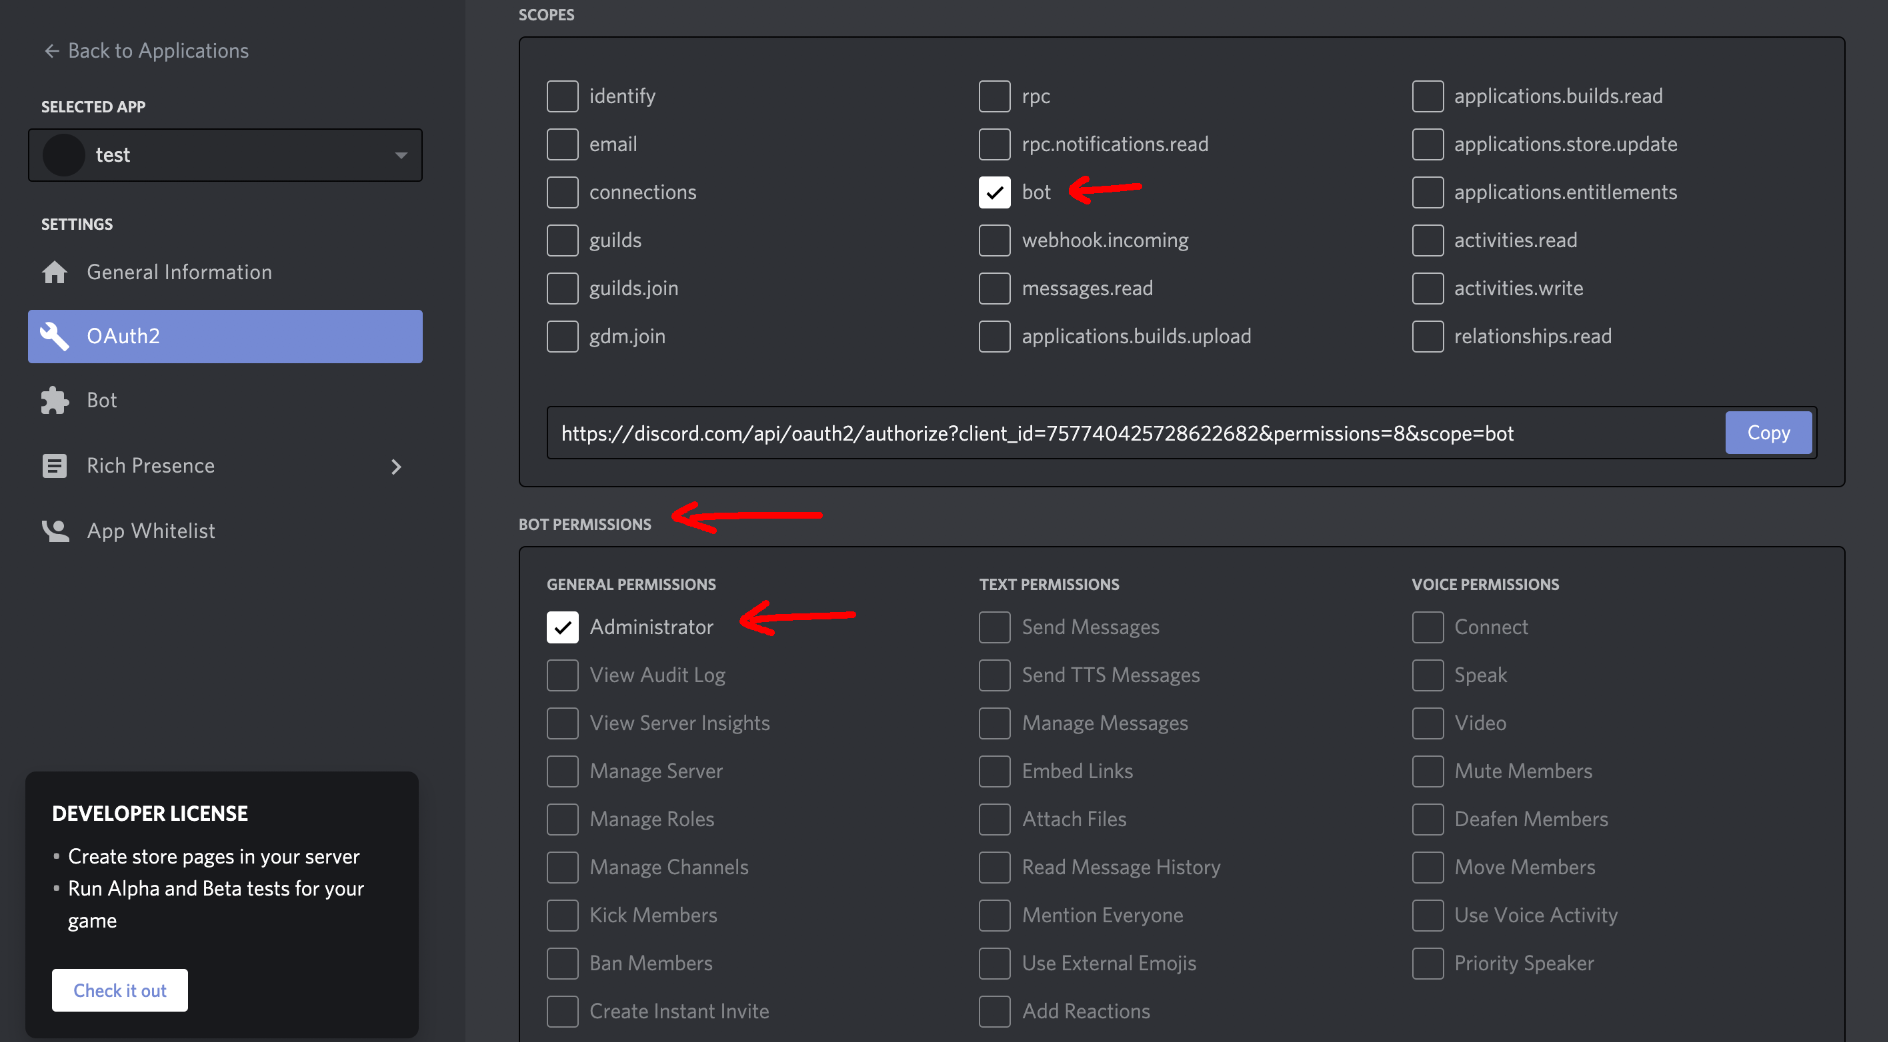 ← Back to Applications
SELECTED APP
test
SETTINGS
General Information
OAuth2
Bot
Rich Presence
App Whitelist
DEVELOPER LICENSE
• Create store pages in your server
• Run Alpha and Beta tests for your
game
Check it out
SCOPES
identify
email
connections
guilds
guilds.join
gdm.join
rpc
rpc.notifications.read
bot
webhook.incoming
messages.read
applications.builds.upload
applications.builds.read
applications.store.update
applications.entitlements
activities.read
activities.write
relationships.read
https://discord.com/api/oauth2/authorize?client_id=757740425728622682&permissions=8&scope=bot
Copy
BOT PERMISSIONS
GENERAL PERMISSIONS
Administrator
View Audit Log
View Server Insights
Manage Server
Manage Roles
Manage Channels
Kick Members
Ban Members
Create Instant Invite
TEXT PERMISSIONS
Send Messages
Send TTS Messages
Manage Messages
Embed Links
Attach Files
Read Message History
Mention Everyone
Use External Emojis
Add Reactions
VOICE PERMISSIONS
Connect
Speak
Video
Mute Members
Deafen Members
Move Members
Use Voice Activity
Priority Speaker